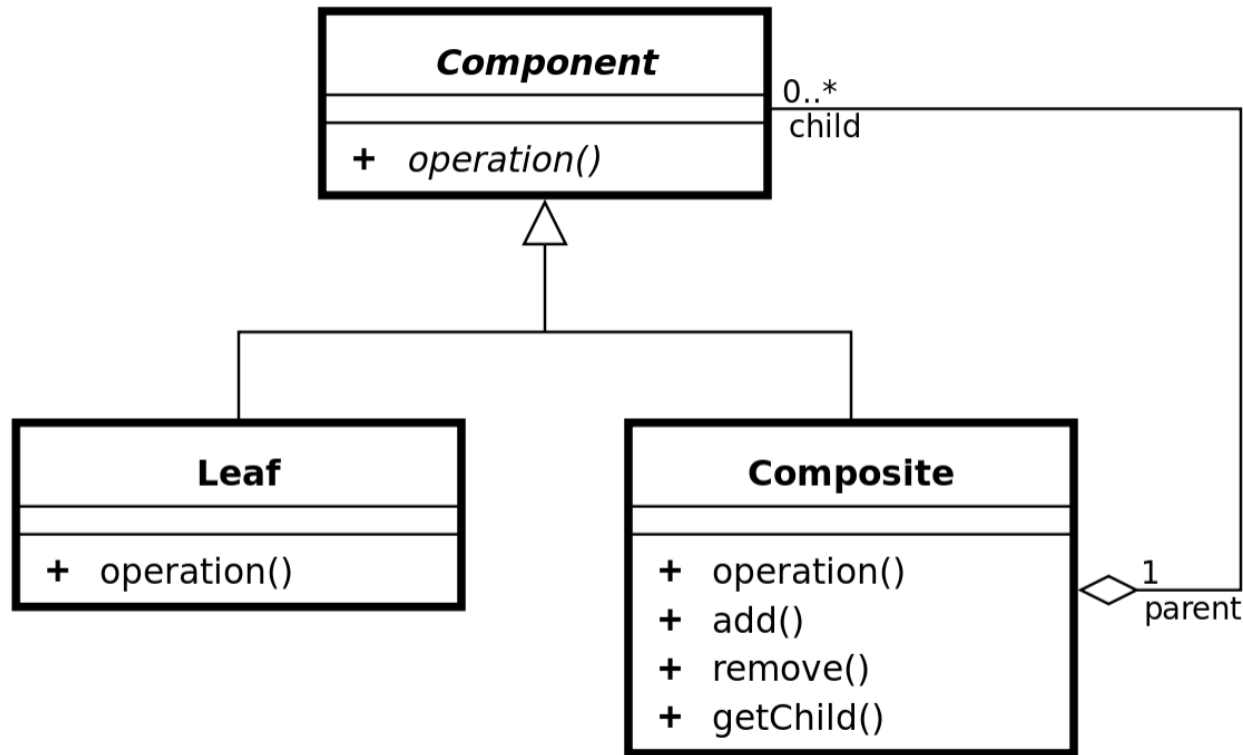 Component
+ operation()
0..*
child
Leaf
+ operation()
Composite
+ operation()
+ add()
+ remove()
+ getChild()
1
parent